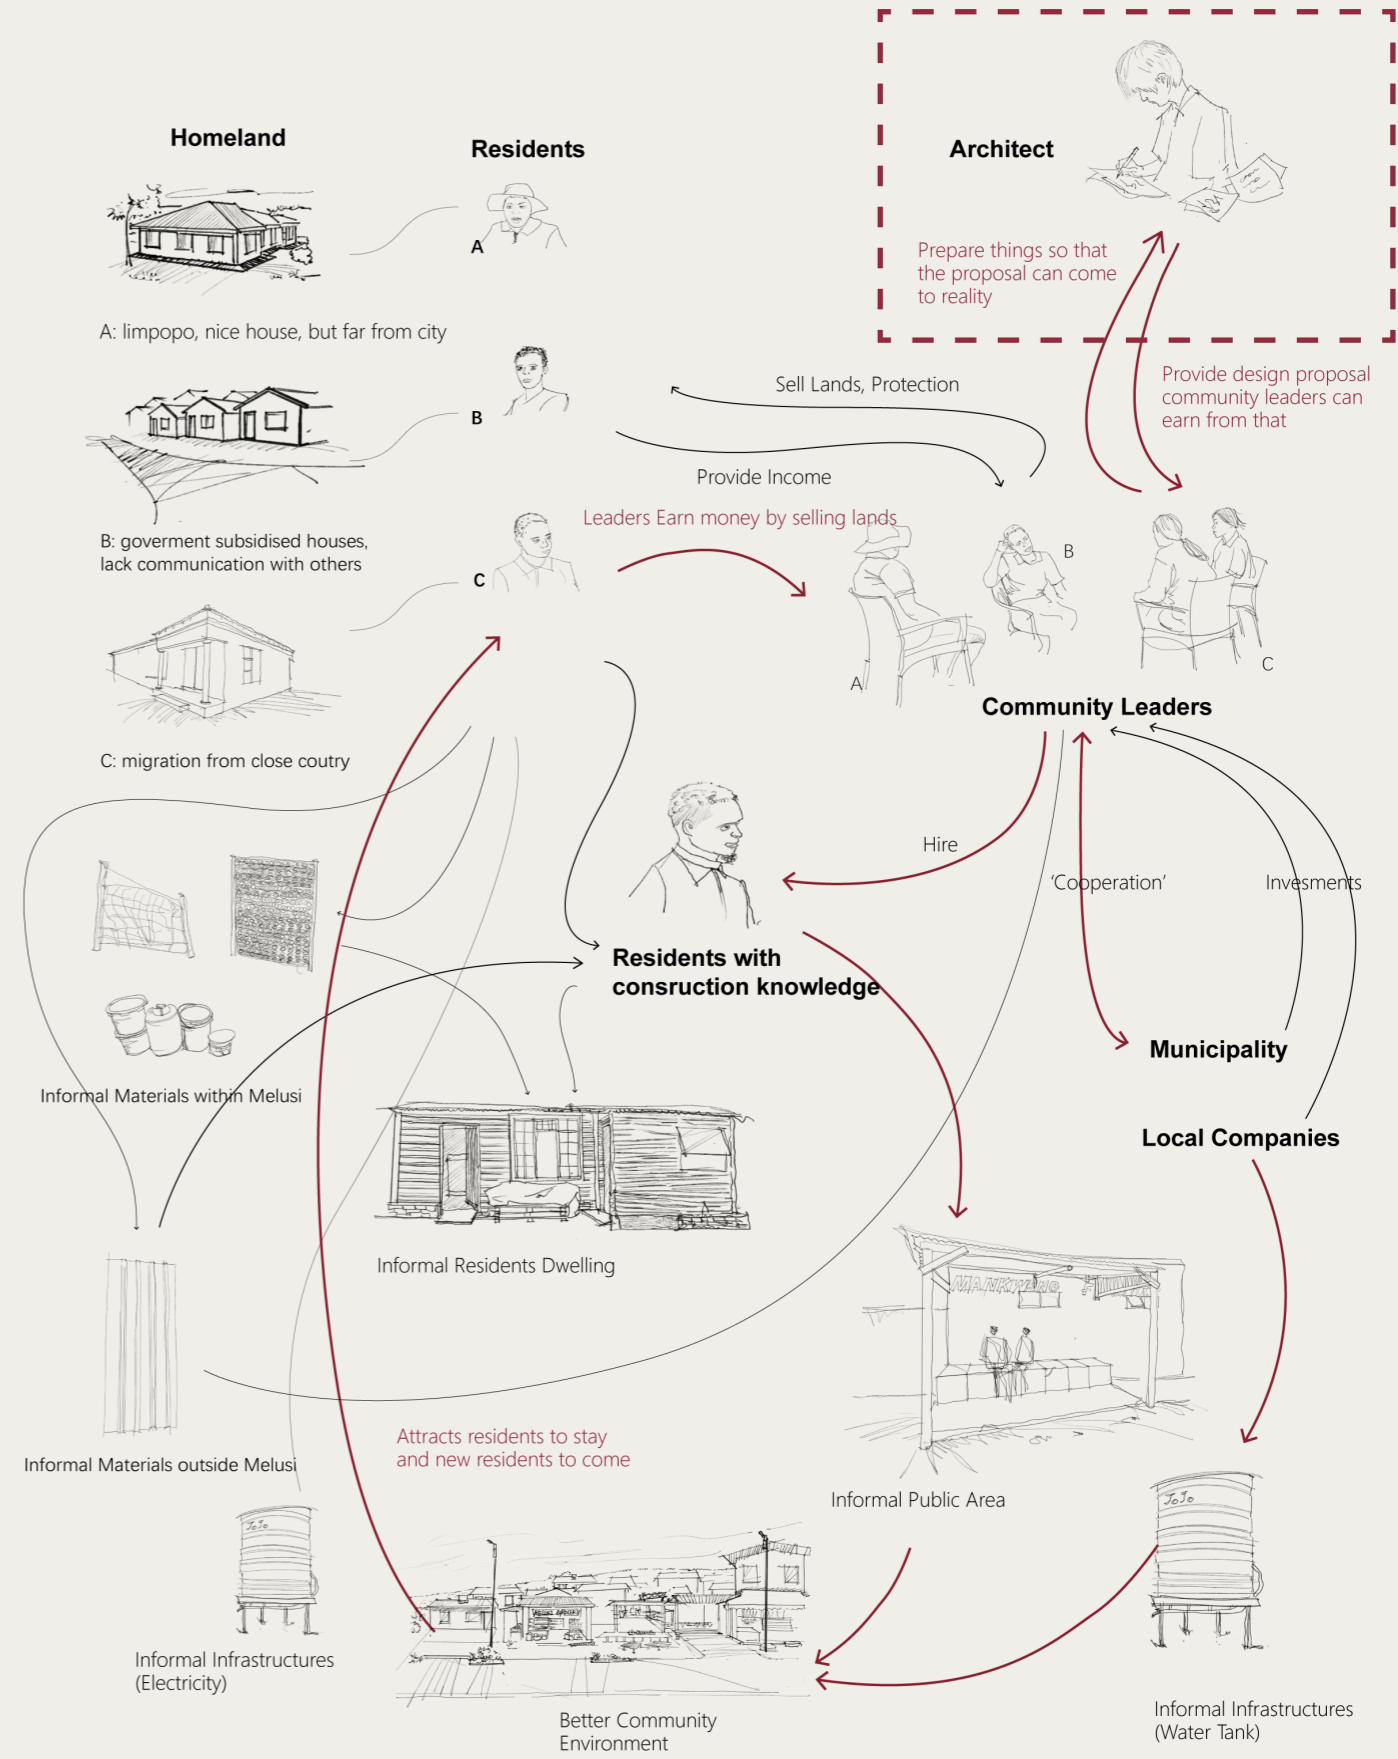 Homeland
Residents
Architect
A
Prepare things so that
the proposal can come
to reality
A: limpopo, nice house, but far from city
B
Sell Lands, Protection
Provide design proposal
community leaders can
earn from that
Provide Income
Leaders Earn money by selling lands
B: goverment subsidised houses,
lack communication with others
C
A
B
C
Community Leaders
C: migration from close coutry
Hire
'Cooperation'
Invesments
Residents with
consruction knowledge
Municipality
Informal Materials within Melusi
Local Companies
Informal Residents Dwelling
MANKWANG
Attracts residents to stay
and new residents to come
Informal Materials outside Melusi
Informal Public Area
JoJo
JoJo
Informal Infrastructures
(Electricity)
Better Community
Environment
Informal Infrastructures
(Water Tank)